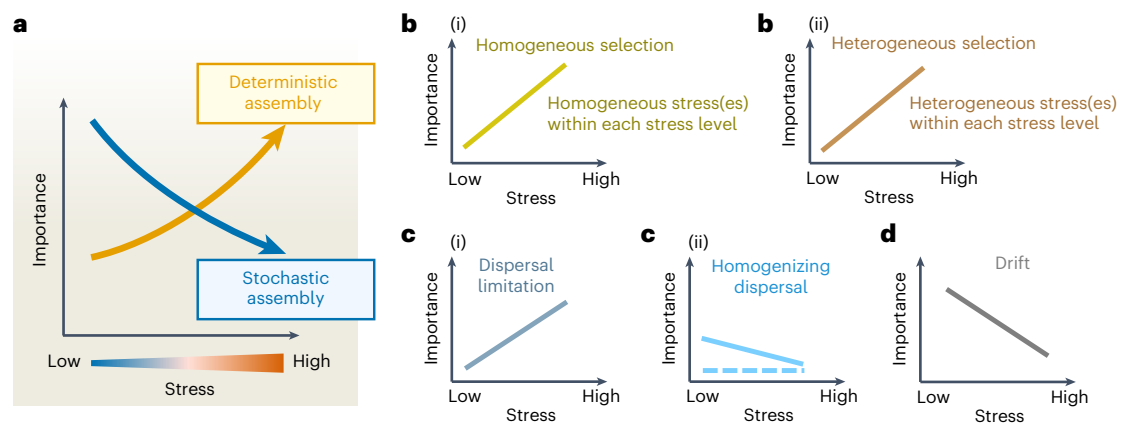 a
Deterministic
assembly
Importance
Stochastic
assembly
Low
High
Stress
b
(i)
Homogeneous selection
Homogeneous stress(es)
within each stress level
Importance
Low
High
Stress
b
(ii)
Heterogeneous selection
Heterogeneous stress(es)
within each stress level
Importance
Low
High
Stress
c
(i)
Dispersal
limitation
Importance
Low
High
Stress
c
(ii)
Homogenizing
dispersal
Importance
Low
High
Stress
d
Drift
Importance
Low
High
Stress